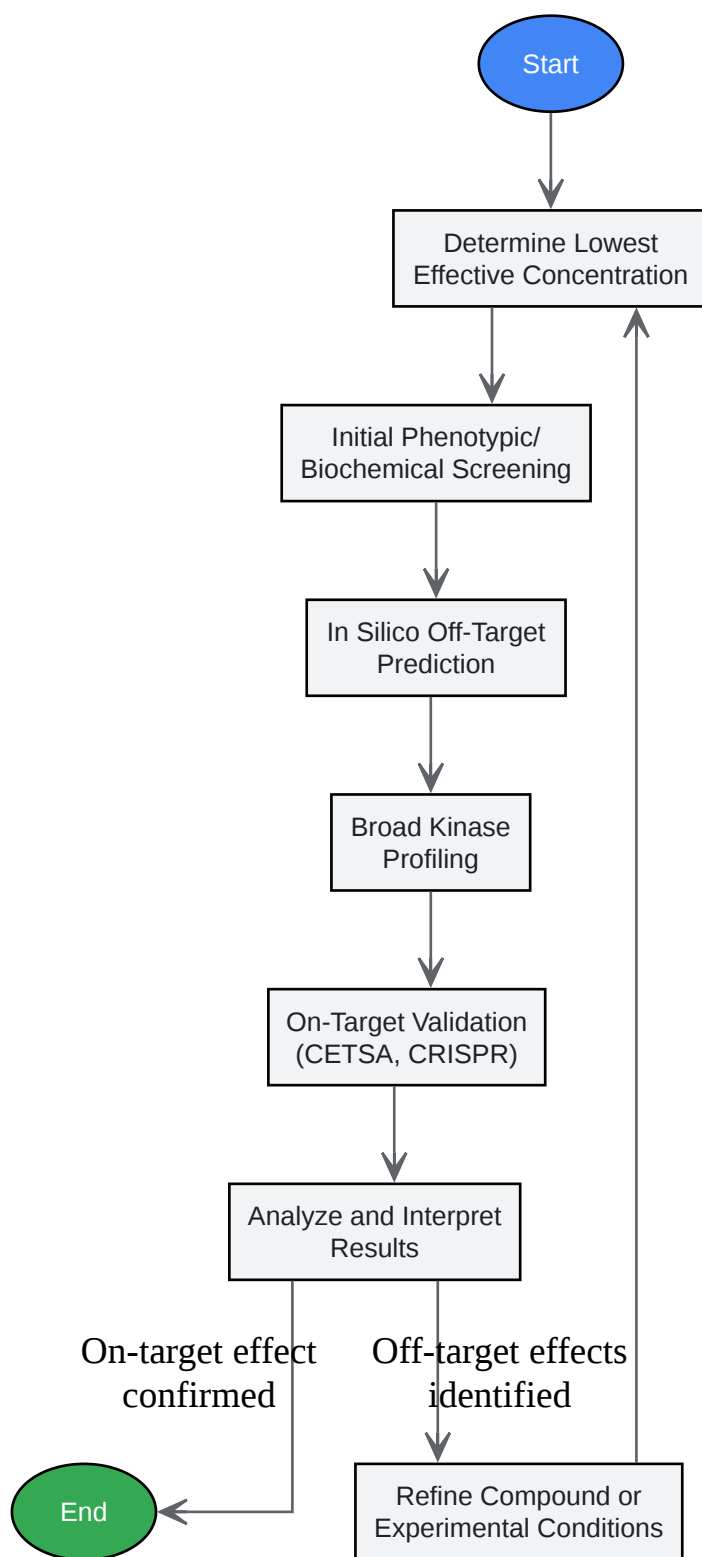 Start
Determine Lowest
Effective Concentration
Initial Phenotypic/
Biochemical Screening
In Silico Off-Target
Prediction
Broad Kinase
Profiling
On-Target Validation
(CETSA, CRISPR)
Analyze and Interpret
Results
On-target effect
confirmed
Off-target effects
identified
End
Refine Compound or
Experimental Conditions